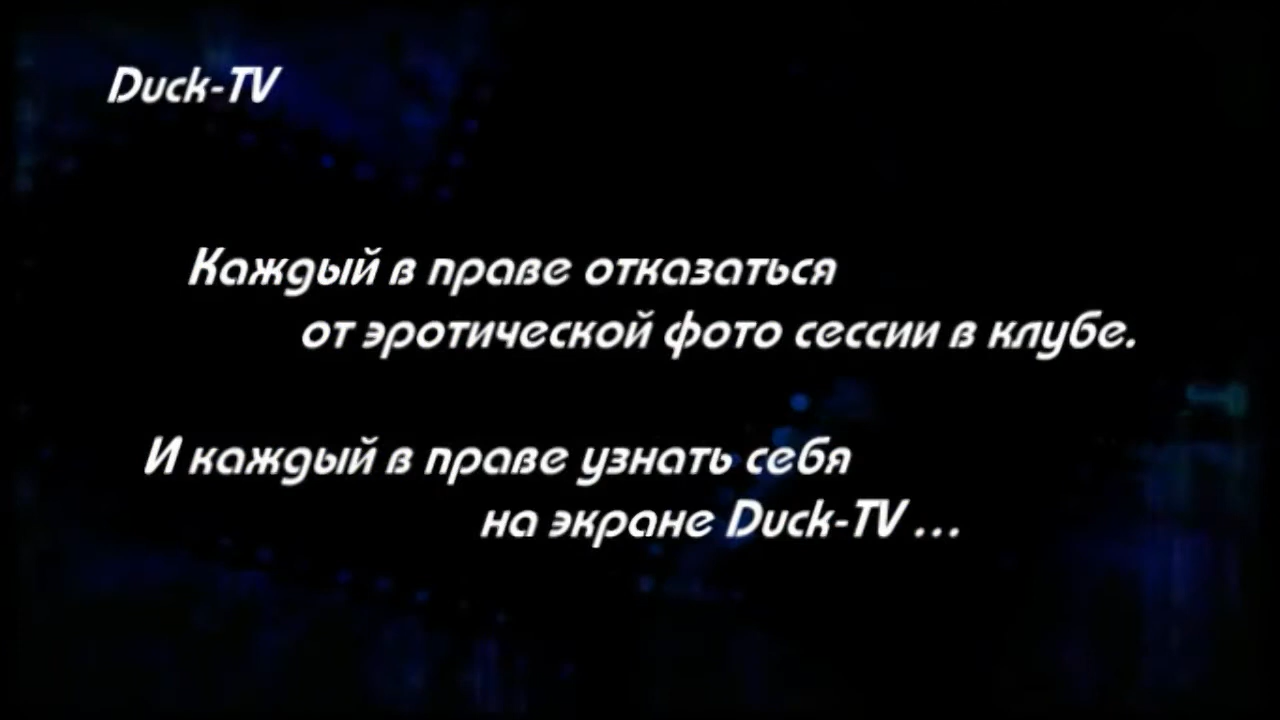 Duck-TV
Каждый в праве отказаться
от эротической фото сессии в клубе.
И каждый в праве узнать себя
на экране Duck-TV ...